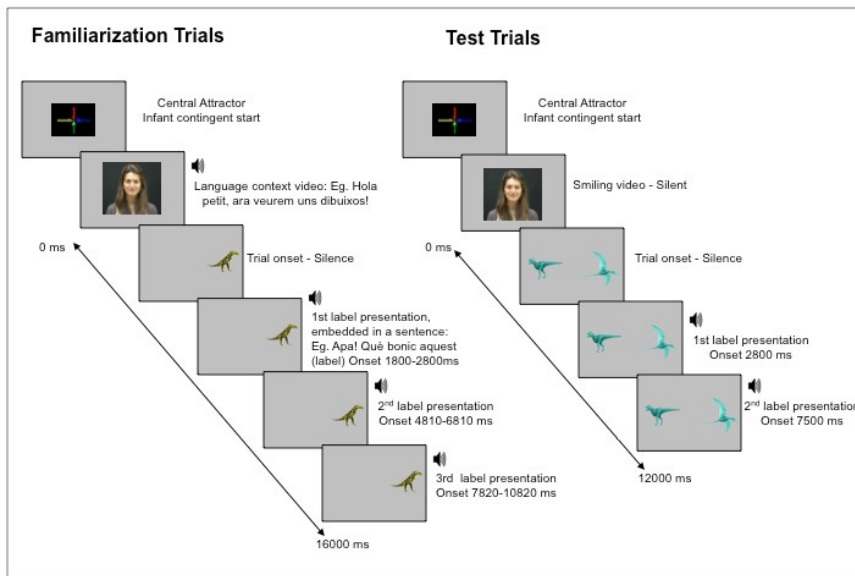 Familiarization Trials
Central Attractor
Infant contingent start
Language context video: Eg. Hola
petit, ara veurem uns dibuixos!
0 ms
Trial onset - Silence
1st label presentation,
embedded in a sentence:
Eg. Apa! Què bonic aquest
(label) Onset 1800-2800ms
2nd label presentation
Onset 4810-6810 ms
3rd label presentation
Onset 7820-10820 ms
16000 ms
Test Trials
Central Attractor
Infant contingent start
Smiling video - Silent
0 ms
Trial onset - Silence
1st label presentation
Onset 2800 ms
2nd label presentation
Onset 7500 ms
12000 ms